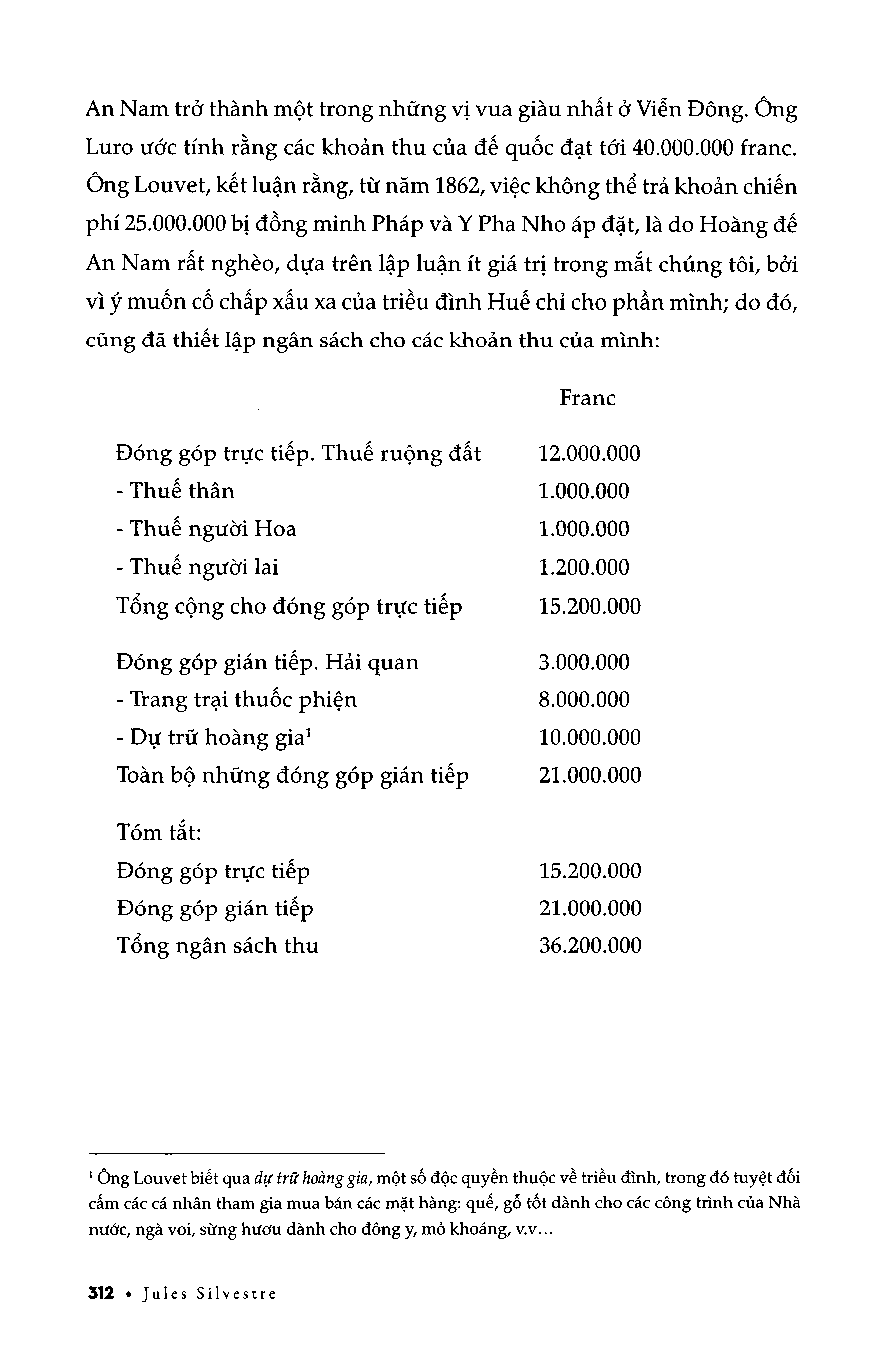 An Nam trở thành một trong những vị vua giàu nhất ở Viễn Đông. Ông
Luro ước tính rằng các khoản thu của đế quốc đạt tới 40.000.000 franc.
Ông Louvet, kết luận rằng, từ năm 1862, việc không thể trả khoản chiến
phí 25.000.000 bị đồng minh Pháp và Y Pha Nho áp đặt, là do Hoàng đế
An Nam rất nghèo, dựa trên lập luận ít giá trị trong mắt chúng tôi, bởi
vì ý muốn cố chấp xấu xa của triều đình Huế chỉ cho phần mình; do đó,
cũng đã thiết lập ngân sách cho các khoản thu của mình:
Franc
Đóng góp trực tiếp. Thuế ruộng đất 12.000.000
- Thuế thân 1.000.000
- Thuế người Hoa 1.000.000
- Thuế người lai 1.200.000
Tổng cộng cho đóng góp trực tiếp 15.200.000
Đóng góp gián tiếp. Hải quan 3.000.000
- Trang trại thuốc phiện 8.000.000
- Dự trữ hoàng gia¹ 10.000.000
Toàn bộ những đóng góp gián tiếp 21.000.000
Tóm tắt:
Đóng góp trực tiếp 15.200.000
Đóng góp gián tiếp 21.000.000
Tổng ngân sách thu 36.200.000
¹ Ông Louvet biết qua dự trữ hoàng gia, một số độc quyền thuộc về triều đình, trong đó tuyệt đối
cấm các cá nhân tham gia mua bán các mặt hàng: quế, gỗ tốt dành cho các công trình của Nhà
nước, ngà voi, sừng hươu dành cho đông y, mỏ khoáng, v.v...
312 • Jules Silvestre